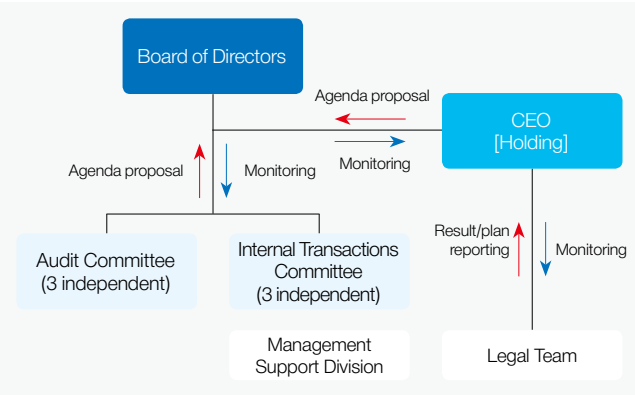 Board of Directors
Agenda proposal
CEO
[Holding]
Monitoring
Agenda proposal
Monitoring
Result/plan
reporting
Monitoring
Audit Committee
(3 independent)
Internal Transactions
Committee
(3 independent)
Management
Support Division
Legal Team